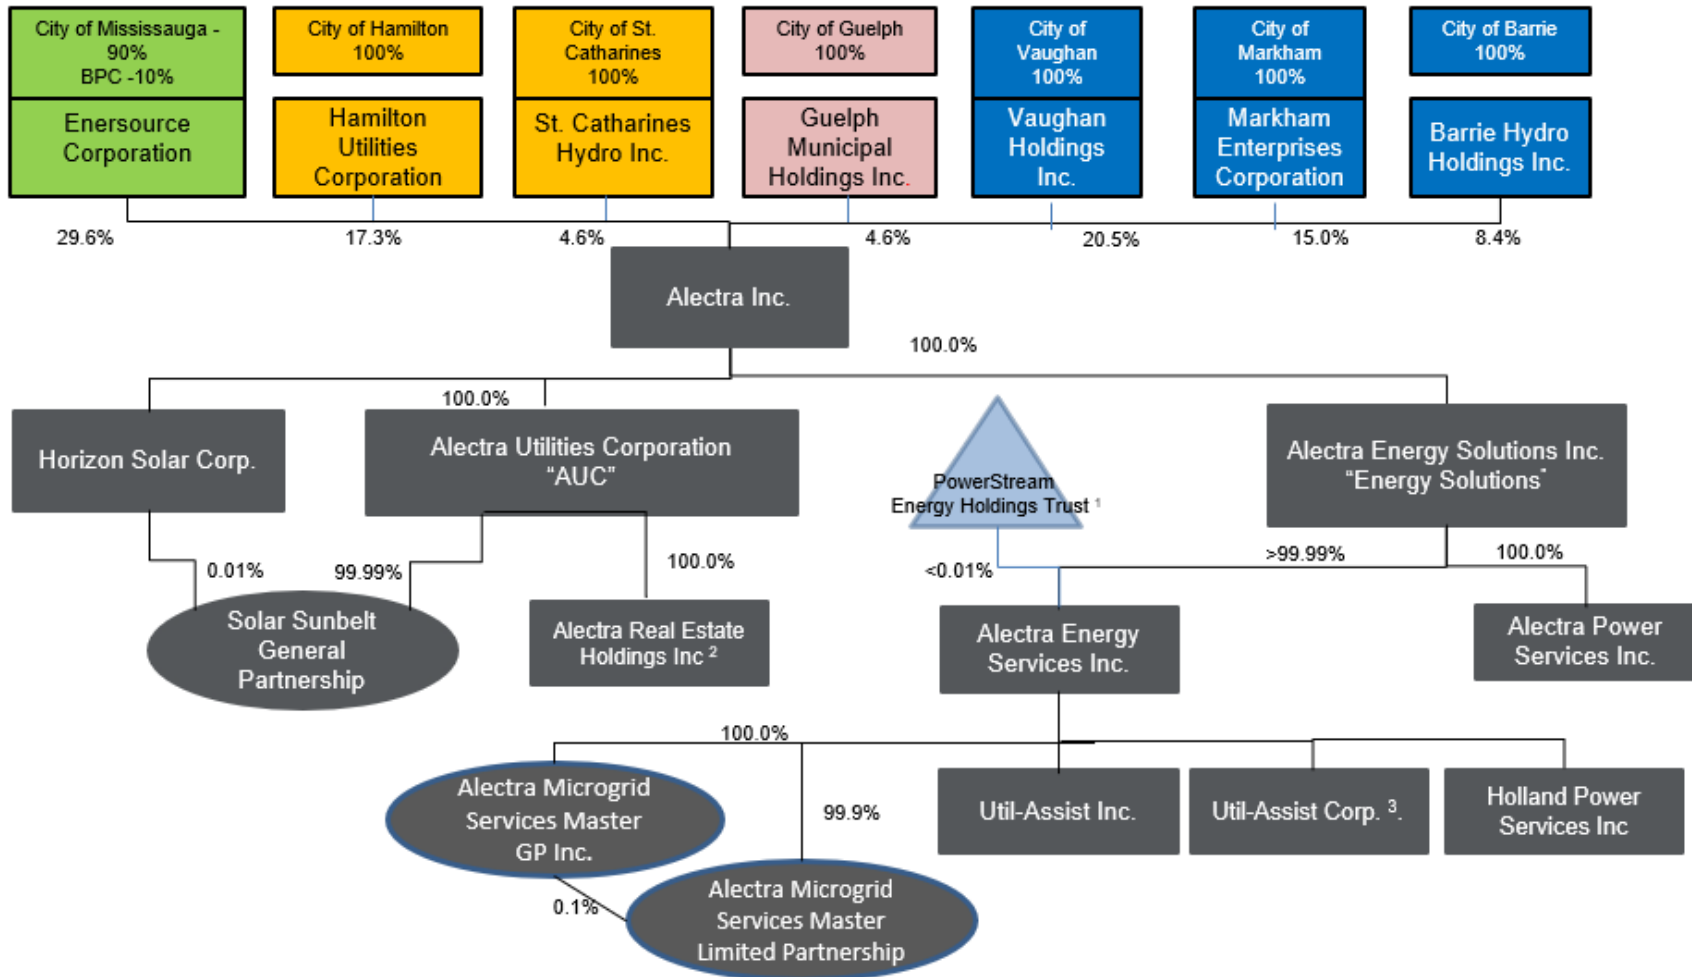 City of Mississauga -
90%
BPC -10%
City of Hamilton
100%
City of St.
Catharines
100%
City of Guelph
100%
City of
Vaughan
100%
City of
Markham
100%
City of Barrie
100%
Enersource
Corporation
Hamilton
Utilities
Corporation
St. Catharines
Hydro Inc.
Guelph
Municipal
Holdings Inc.
Vaughan
Holdings
Inc.
Markham
Enterprises
Corporation
Barrie Hydro
Holdings Inc.
29.6%
17.3%
4.6%
4.6%
20.5%
15.0%
8.4%
Alectra Inc.
100.0%
100.0%
Horizon Solar Corp.
Alectra Utilities Corporation
“AUC”
PowerStream
Energy Holdings Trust ¹
Alectra Energy Solutions Inc.
“Energy Solutions”
0.01%
99.99%
100.0%
<0.01%
>99.99%
100.0%
Solar Sunbelt
General
Partnership
Alectra Real Estate
Holdings Inc ²
Alectra Energy
Services Inc.
Alectra Power
Services Inc.
100.0%
Alectra Microgrid
Services Master
GP Inc.
99.9%
Util-Assist Inc.
Util-Assist Corp. ³.
Holland Power
Services Inc
0.1%
Alectra Microgrid
Services Master
Limited Partnership